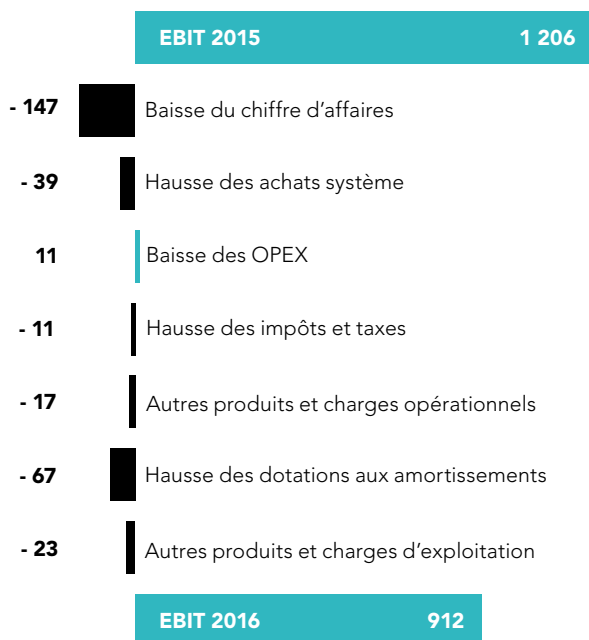 EBIT 2015 1 206
- 147 Baisse du chiffre d’affaires
- 39 Hausse des achats système
11 Baisse des OPEX
- 11 Hausse des impôts et taxes
- 17 Autres produits et charges opérationnels
- 67 Hausse des dotations aux amortissements
- 23 Autres produits et charges d’exploitation
EBIT 2016 912